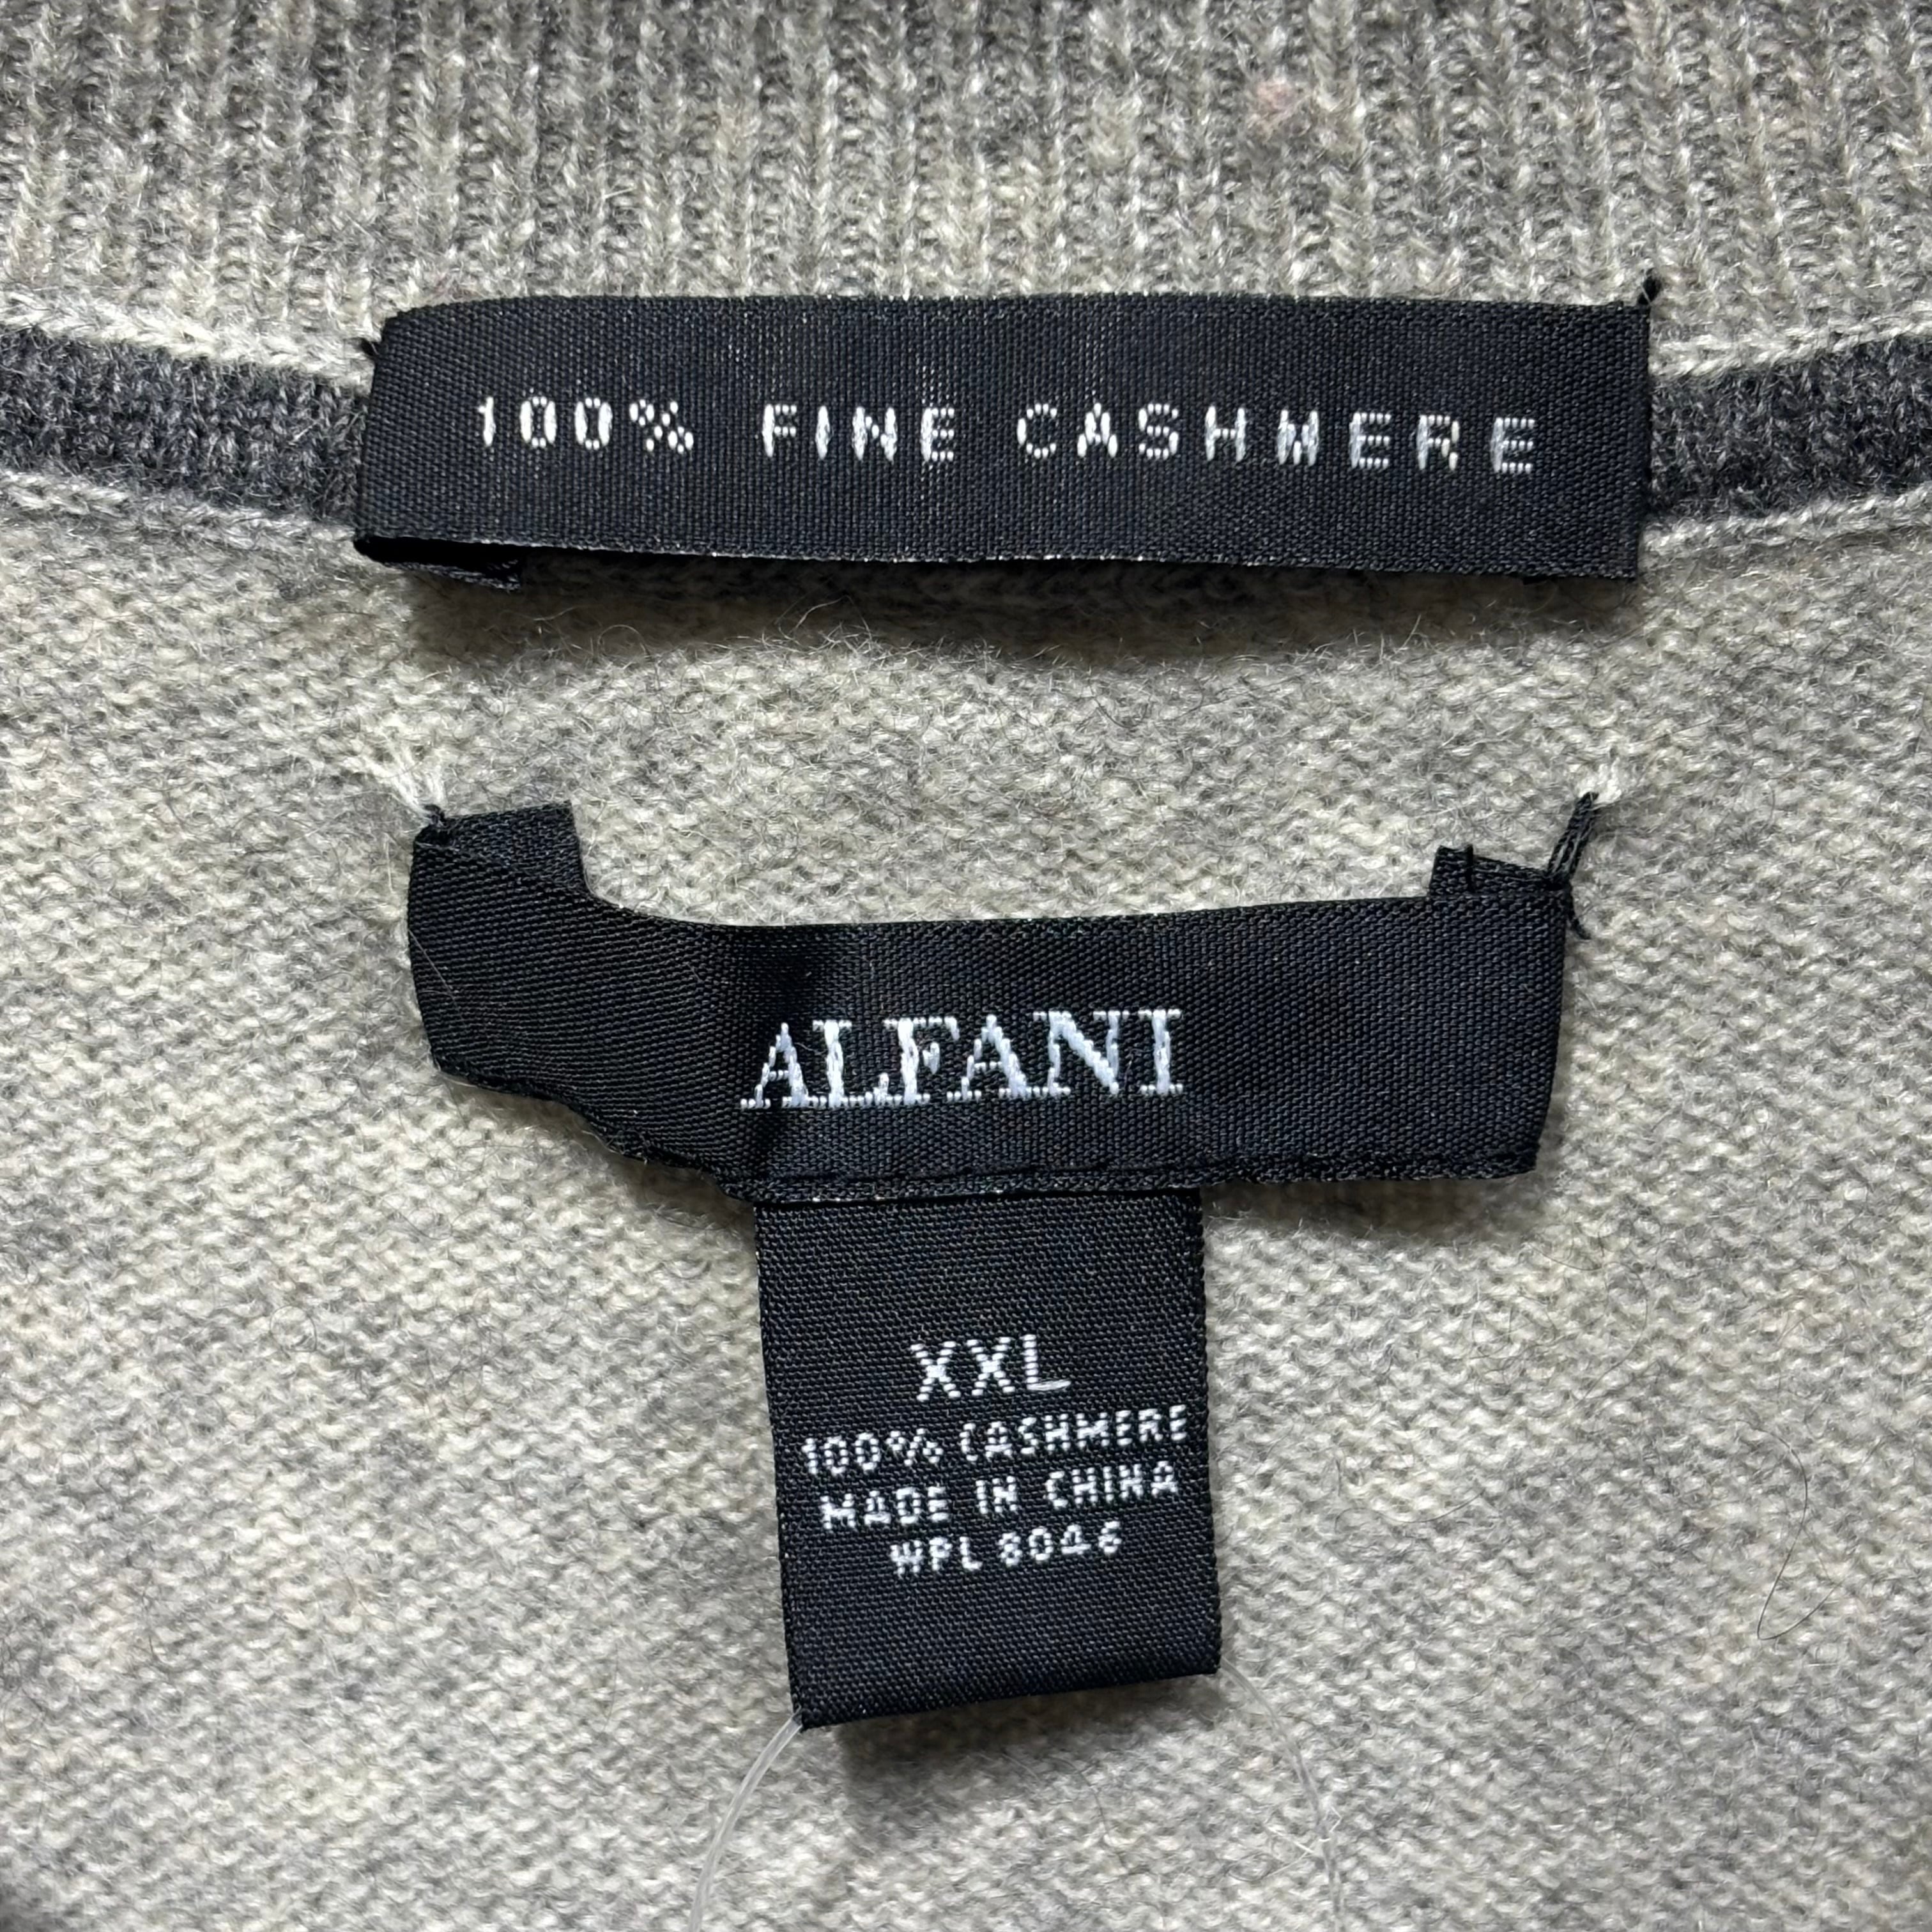 100% FINE CASHMERE
ALFANI
XXL
100% CASHMERE
MADE IN CHINA
WPL 8046